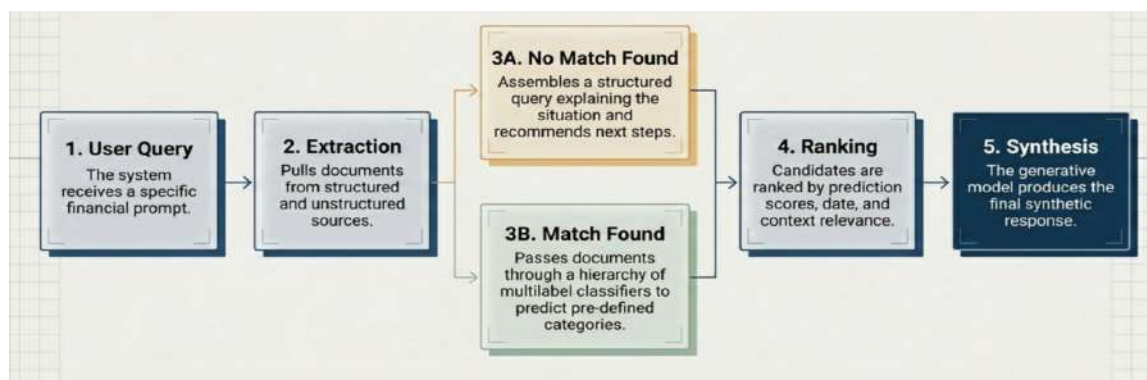 1. User Query
The system
receives a specific
financial prompt.
2. Extraction
Pulls documents
from structured
and unstructured
sources.
3A. No Match Found
Assembles a structured
query explaining the
situation and
recommends next steps.
3B. Match Found
Passes documents
through a hierarchy of
multilabel classifiers to
predict pre-defined
categories.
4. Ranking
Candidates are
ranked by prediction
scores, date, and
context relevance.
5. Synthesis
The generative
model produces the
final synthetic
response.